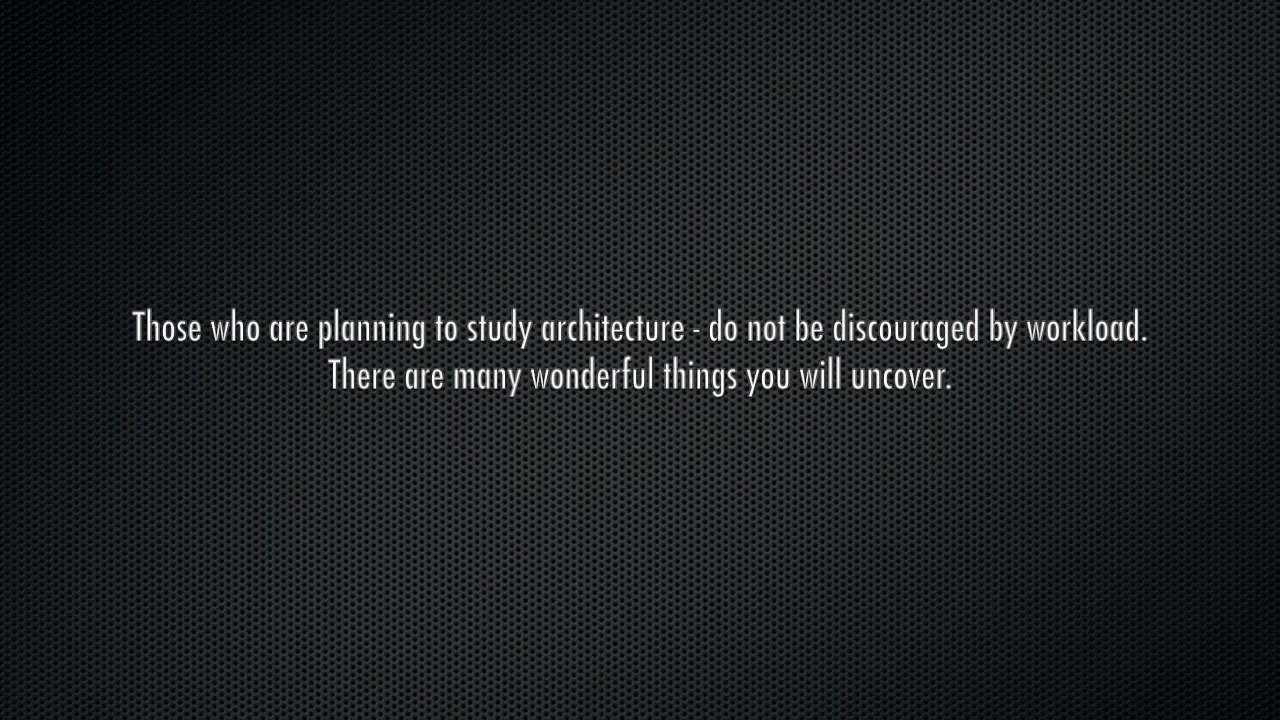 Those who are planning to study architecture - do not be discouraged by workload.
There are many wonderful things you will uncover.